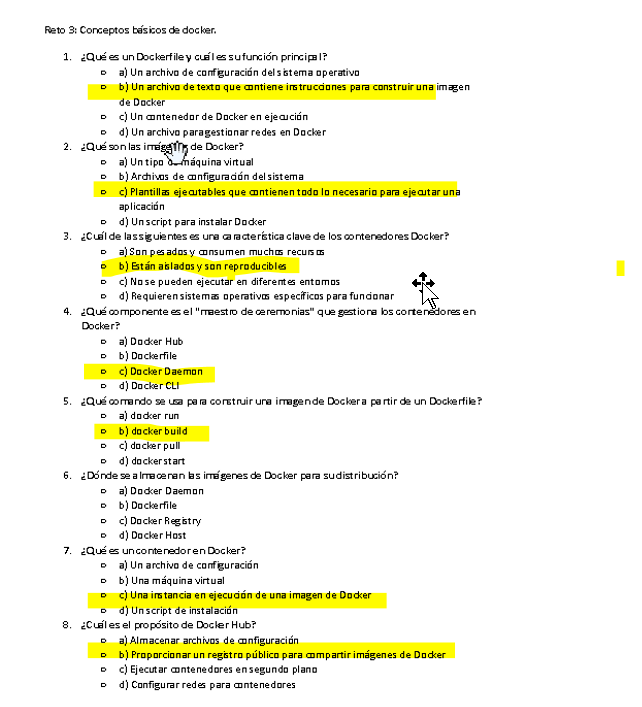 Reto 3: Conceptos básicos de docker.
1. ¿Qué es un Dockerfile y cuál es su función principal?
a) Un archivo de configuración del sistema operativo
b) Un archivo de texto que contiene instrucciones para construir una imagen
de Docker
c) Un contenedor de Docker en ejecución
d) Un archivo para gestionar redes en Docker
2. ¿Qué son las imágenes de Docker?
a) Un tipo de máquina virtual
b) Archivos de configuración del sistema
c) Plantillas ejecutables que contienen todo lo necesario para ejecutar una
aplicación
d) Un script para instalar Docker
3. ¿Cuál de las siguientes es una característica clave de los contenedores Docker?
a) Son pesados y consumen muchos recursos
b) Están aislados y son reproducibles
c) No se pueden ejecutar en diferentes entornos
d) Requieren sistemas operativos específicos para funcionar
4. ¿Qué componente es el "maestro de ceremonias" que gestiona los contenedores en
Docker?
a) Docker Hub
b) Dockerfile
c) Docker Daemon
d) Docker CLI
5. ¿Qué comando se usa para construir una imagen de Docker a partir de un Dockerfile?
a) docker run
b) docker build
c) docker pull
d) docker start
6. ¿Dónde se almacenan las imágenes de Docker para su distribución?
a) Docker Daemon
b) Dockerfile
c) Docker Registry
d) Docker Host
7. ¿Qué es un contenedor en Docker?
a) Un archivo de configuración
b) Una máquina virtual
c) Una instancia en ejecución de una imagen de Docker
d) Un script de instalación
8. ¿Cuál es el propósito de Docker Hub?
a) Almacenar archivos de configuración
b) Proporcionar un registro público para compartir imágenes de Docker
c) Ejecutar contenedores en segundo plano
d) Configurar redes para contenedores